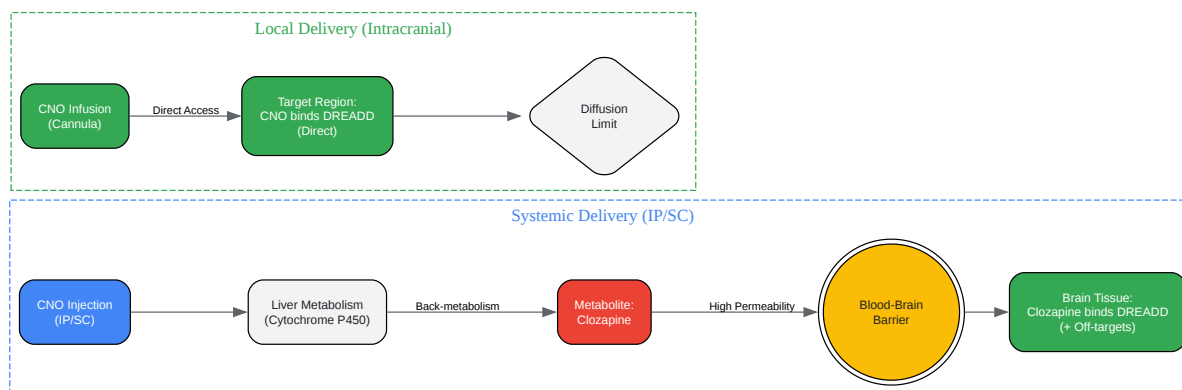 Local Delivery (Intracranial)
CNO Infusion
(Cannula)
Direct Access
Target Region:
CNO binds DREADD
(Direct)
Diffusion
Limit
Systemic Delivery (IP/SC)
CNO Injection
(IP/SC)
Liver Metabolism
(Cytochrome P450)
Back-metabolism
Metabolite:
Clozapine
High Permeability
Blood-Brain
Barrier
Brain Tissue:
Clozapine binds DREADD
(+ Off-targets)